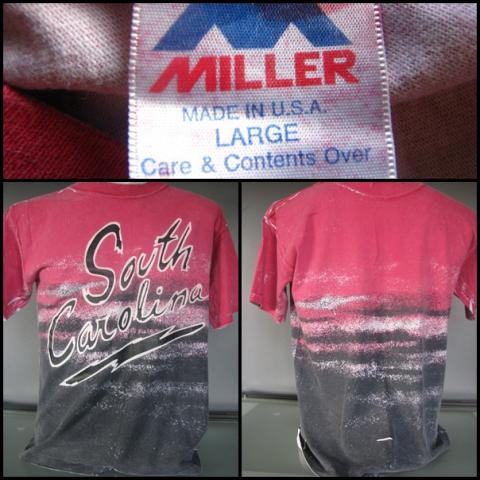 MILLER
MADE IN U.S.A.
LARGE
Care & Contents Over
South
Carolina